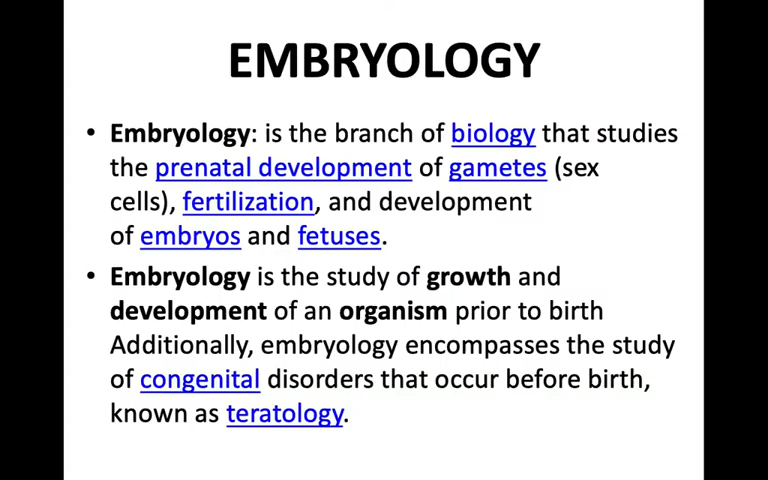 EMBRYOLOGY
• Embryology: is the branch of biology that studies
the prenatal development of gametes (sex
cells), fertilization, and development
of embryos and fetuses.
• Embryology is the study of growth and
development of an organism prior to birth
Additionally, embryology encompasses the study
of congenital disorders that occur before birth,
known as teratology.